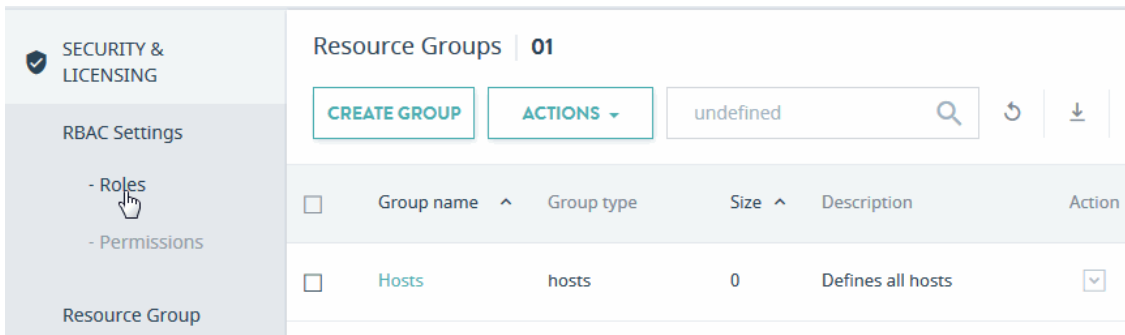 SECURITY &
LICENSING
RBAC Settings
- Roles
- Permissions
Resource Group
Resource Groups 01
CREATE GROUP ACTIONS undefined
Group name Group type Size Description Action
Hosts hosts 0 Defines all hosts